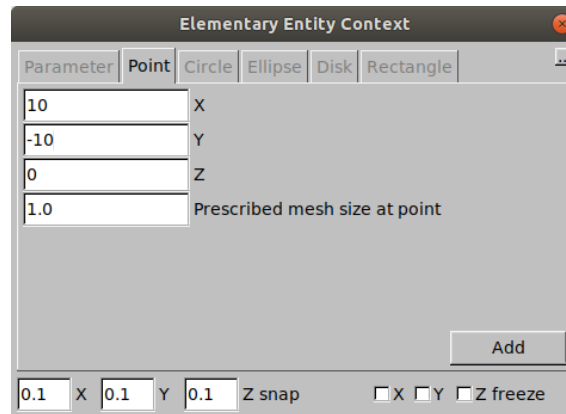 Elementary Entity Context
Parameter Point Circle Ellipse Disk Rectangle ..
10 X
-10 Y
0 Z
1.0 Prescribed mesh size at point
Add
0.1 X 0.1 Y 0.1 Z snap X Y Z freeze